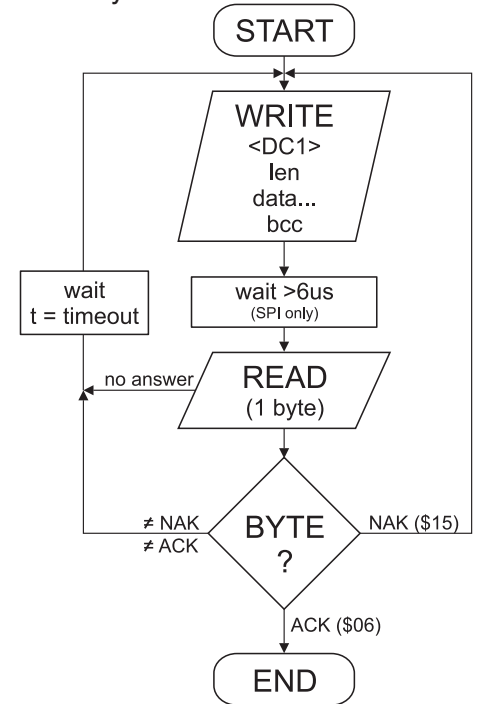 START
WRITE
<DC1>
len
data...
bcc
wait
t = timeout
wait >6us
(SPI only)
no answer
READ
(1 byte)
≠ NAK
≠ ACK
BYTE
?
NAK ($15)
ACK ($06)
END